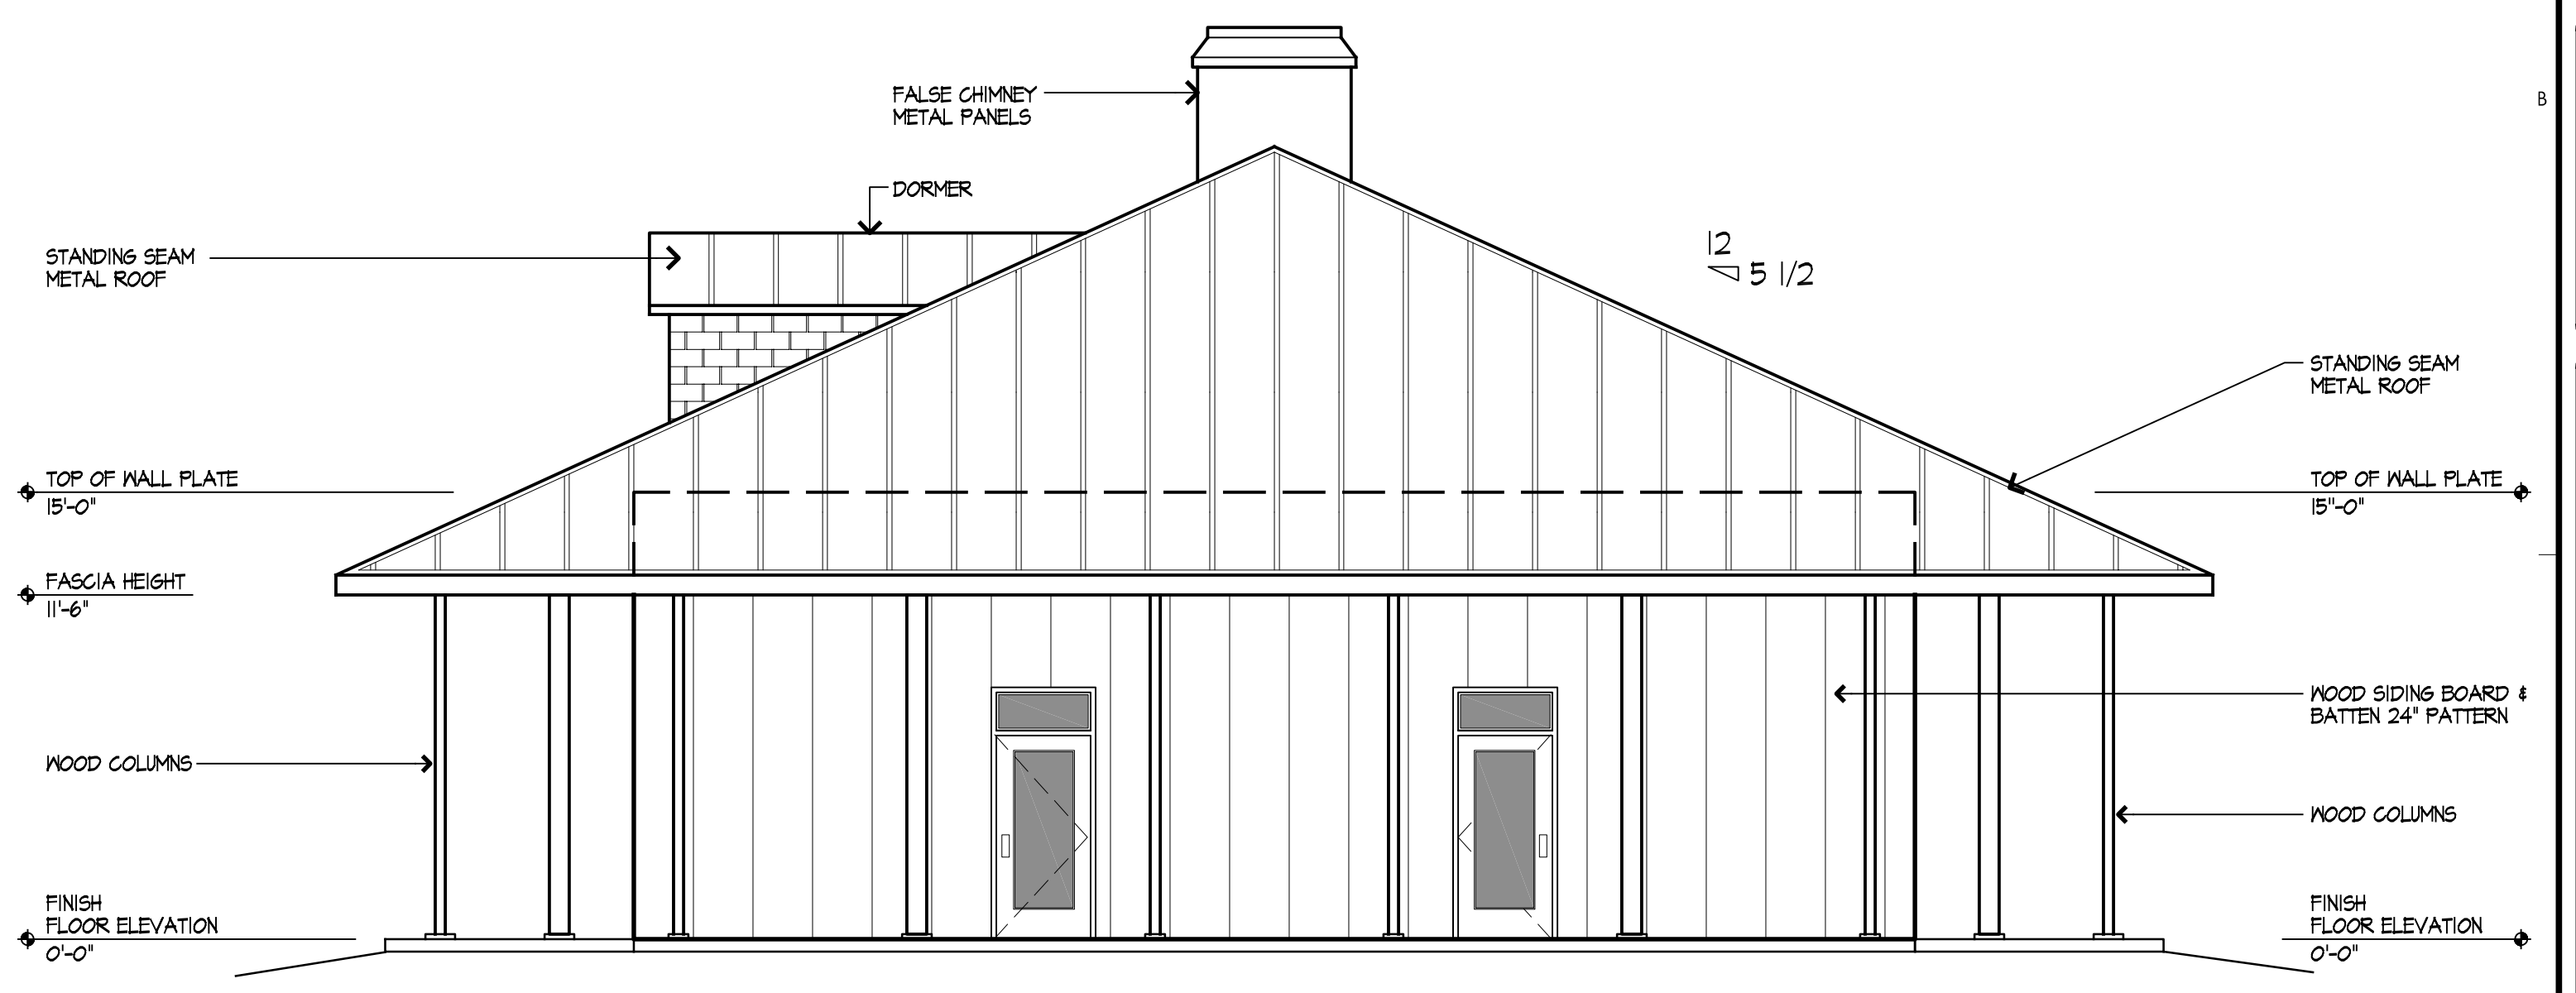 FALSE CHIMNEY
METAL PANELS
B
DORMER
STANDING SEAM
METAL ROOF
12
5 1/2
STANDING SEAM
METAL ROOF
TOP OF WALL PLATE
15'-0"
TOP OF WALL PLATE
15"-0"
FASCIA HEIGHT
11'-6"
WOOD SIDING BOARD &
BATTEN 24" PATTERN
WOOD COLUMNS
WOOD COLUMNS
FINISH
FLOOR ELEVATION
0'-0"
FINISH
FLOOR ELEVATION
0'-0"